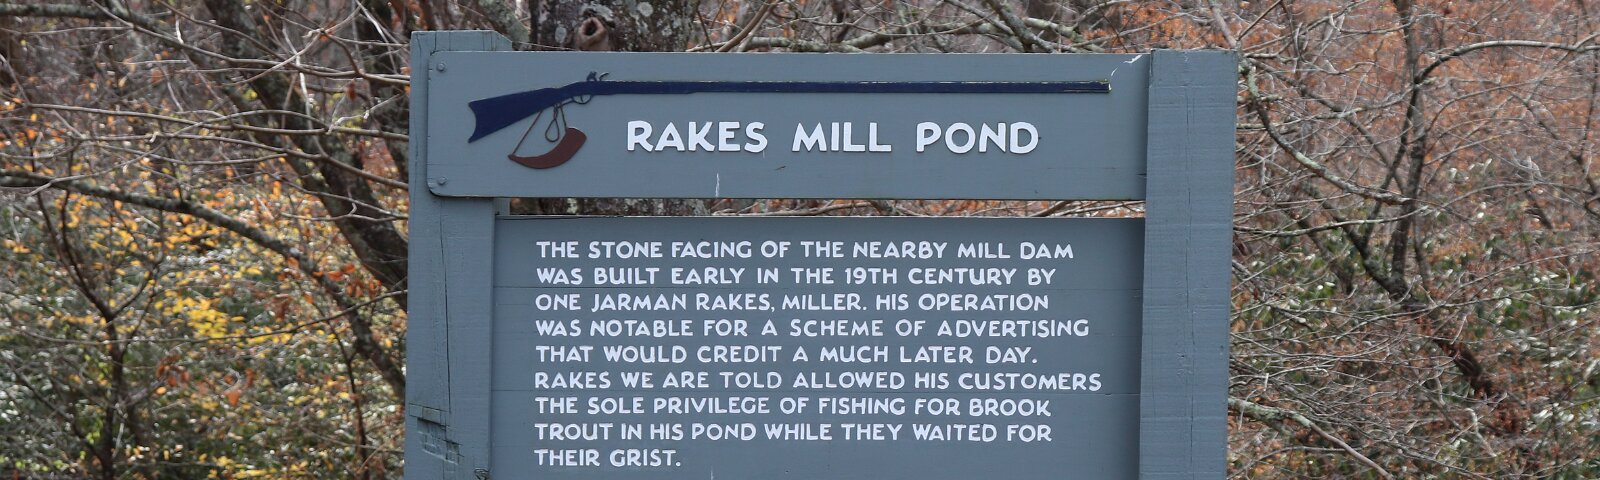 RAKES MILL POND
THE STONE FACING OF THE NEARBY MILL DAM
WAS BUILT EARLY IN THE 19TH CENTURY BY
ONE JARMAN RAKES, MILLER. HIS OPERATION
WAS NOTABLE FOR A SCHEME OF ADVERTISING
THAT WOULD CREDIT A MUCH LATER DAY.
RAKES WE ARE TOLD ALLOWED HIS CUSTOMERS
THE SOLE PRIVILEGE OF FISHING FOR BROOK
TROUT IN HIS POND WHILE THEY WAITED FOR
THEIR GRIST.